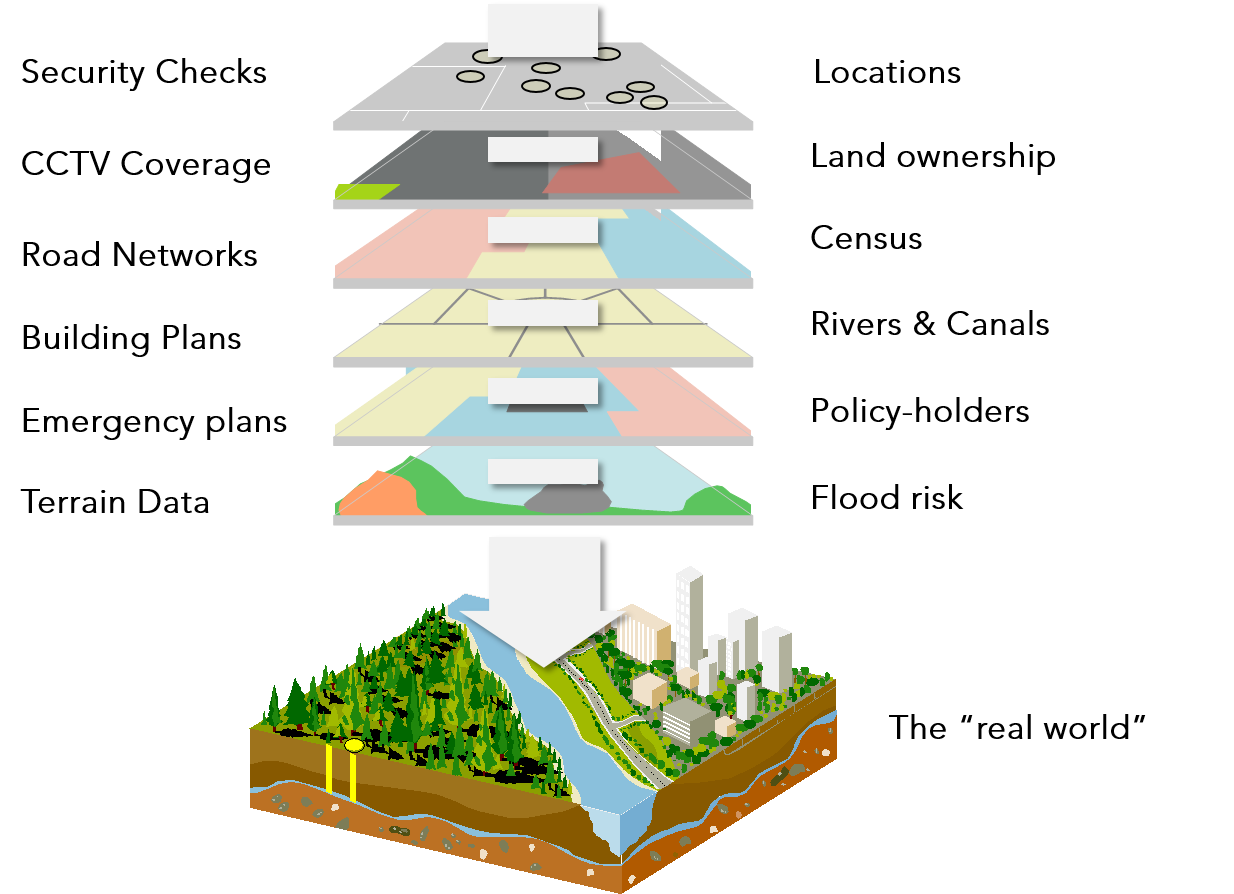 Security Checks
Locations
CCTV Coverage
Land ownership
Road Networks
Census
Building Plans
Rivers & Canals
Emergency plans
Policy-holders
Terrain Data
Flood risk
The “real world”